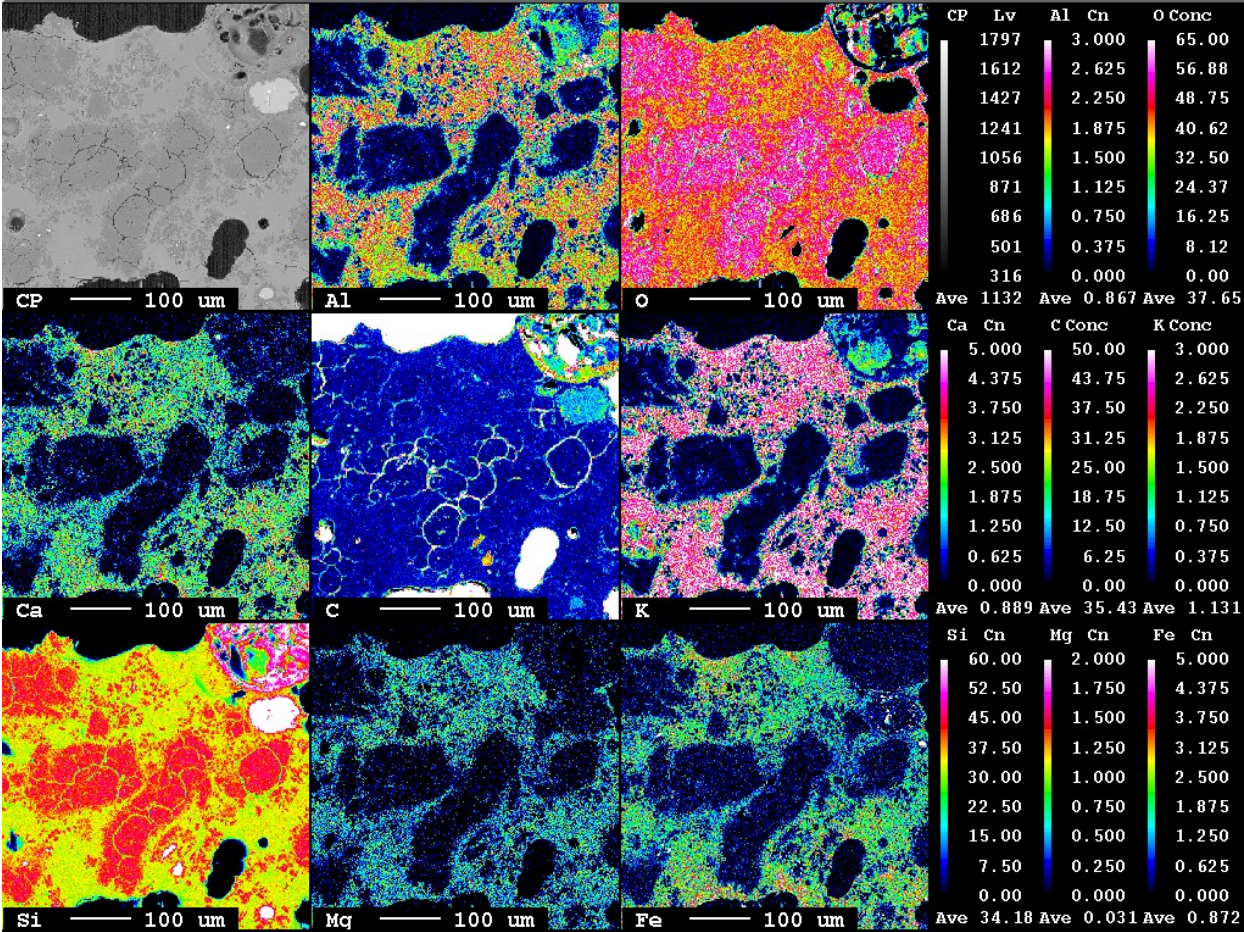 CP Lv Al Cn O Conc
1797 3.000 65.00
1612 2.625 56.88
1427 2.250 48.75
1241 1.875 40.62
1056 1.500 32.50
871 1.125 24.37
686 0.750 16.25
501 0.375 8.12
316 0.000 0.00
Ave 1132 Ave 0.867 Ave 37.65
CP 100 um Al 100 um O 100 um
Ca Cn C Conc K Conc
5.000 50.00 3.000
4.375 43.75 2.625
3.750 37.50 2.250
3.125 31.25 1.875
2.500 25.00 1.500
1.875 18.75 1.125
1.250 12.50 0.750
0.625 6.25 0.375
0.000 0.00 0.000
Ave 0.889 Ave 35.43 Ave 1.131
Ca 100 um C 100 um K 100 um
Si Cn Mg Cn Fe Cn
60.00 2.000 5.000
52.50 1.750 4.375
45.00 1.500 3.750
37.50 1.250 3.125
30.00 1.000 2.500
22.50 0.750 1.875
15.00 0.500 1.250
7.50 0.250 0.625
0.00 0.000 0.000
Ave 34.18 Ave 0.031 Ave 0.872
Si 100 um Mg 100 um Fe 100 um